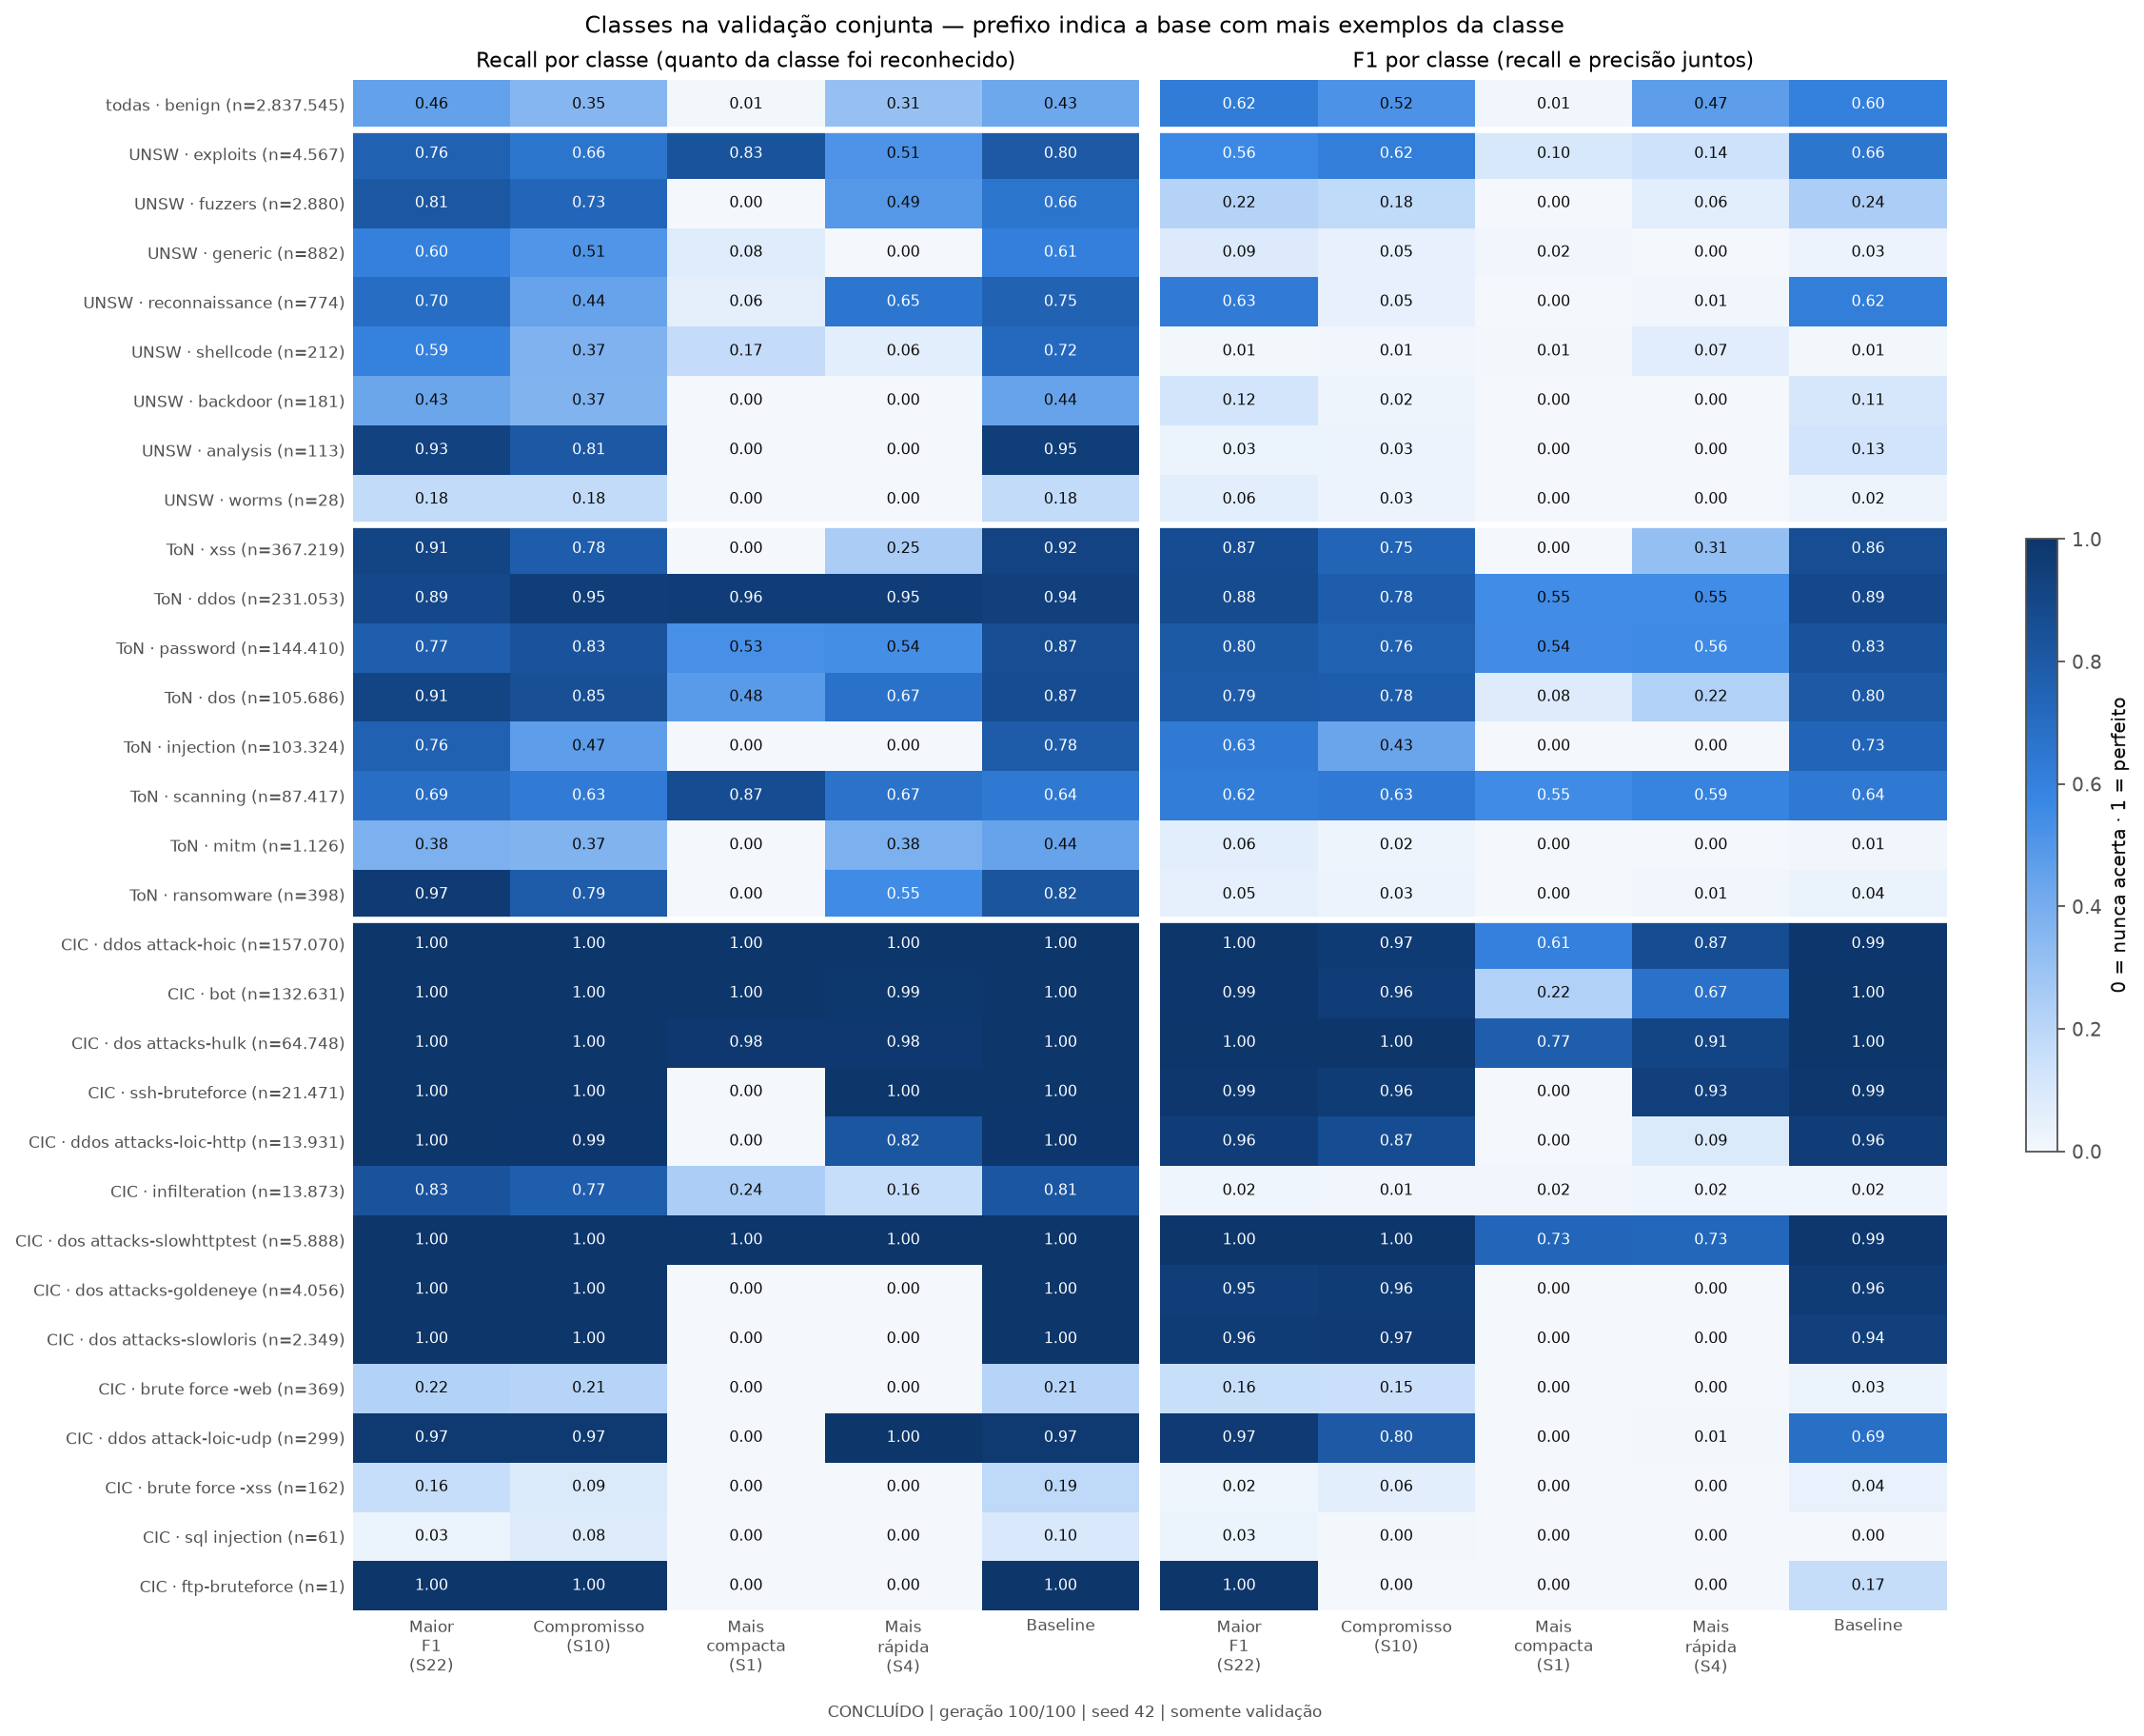 Classes na validação conjunta — prefixo indica a base com mais exemplos da classe
Recall por classe (quanto da classe foi reconhecido)
F1 por classe (recall e precisão juntos)
todas · benign (n=2.837.545) 0.46 0.35 0.01 0.31 0.43 0.62 0.52 0.01 0.47 0.60
UNSW · exploits (n=4.567) 0.76 0.66 0.83 0.51 0.80 0.56 0.62 0.10 0.14 0.66
UNSW · fuzzers (n=2.880) 0.81 0.73 0.00 0.49 0.66 0.22 0.18 0.00 0.06 0.24
UNSW · generic (n=882) 0.60 0.51 0.08 0.00 0.61 0.09 0.05 0.02 0.00 0.03
UNSW · reconnaissance (n=774) 0.70 0.44 0.06 0.65 0.75 0.63 0.05 0.00 0.01 0.62
UNSW · shellcode (n=212) 0.59 0.37 0.17 0.06 0.72 0.01 0.01 0.01 0.07 0.01
UNSW · backdoor (n=181) 0.43 0.37 0.00 0.00 0.44 0.12 0.02 0.00 0.00 0.11
UNSW · analysis (n=113) 0.93 0.81 0.00 0.00 0.95 0.03 0.03 0.00 0.00 0.13
UNSW · worms (n=28) 0.18 0.18 0.00 0.00 0.18 0.06 0.03 0.00 0.00 0.02
ToN · xss (n=367.219) 0.91 0.78 0.00 0.25 0.92 0.87 0.75 0.00 0.31 0.86
ToN · ddos (n=231.053) 0.89 0.95 0.96 0.95 0.94 0.88 0.78 0.55 0.55 0.89
ToN · password (n=144.410) 0.77 0.83 0.53 0.54 0.87 0.80 0.76 0.54 0.56 0.83
ToN · dos (n=105.686) 0.91 0.85 0.48 0.67 0.87 0.79 0.78 0.08 0.22 0.80
ToN · injection (n=103.324) 0.76 0.47 0.00 0.00 0.78 0.63 0.43 0.00 0.00 0.73
ToN · scanning (n=87.417) 0.69 0.63 0.87 0.67 0.64 0.62 0.63 0.55 0.59 0.64
ToN · mitm (n=1.126) 0.38 0.37 0.00 0.38 0.44 0.06 0.02 0.00 0.00 0.01
ToN · ransomware (n=398) 0.97 0.79 0.00 0.55 0.82 0.05 0.03 0.00 0.01 0.04
CIC · ddos attack-hoic (n=157.070) 1.00 1.00 1.00 1.00 1.00 1.00 0.97 0.61 0.87 0.99
CIC · bot (n=132.631) 1.00 1.00 1.00 0.99 1.00 0.99 0.96 0.22 0.67 1.00
CIC · dos attacks-hulk (n=64.748) 1.00 1.00 0.98 0.98 1.00 1.00 1.00 0.77 0.91 1.00
CIC · ssh-bruteforce (n=21.471) 1.00 1.00 0.00 1.00 1.00 0.99 0.96 0.00 0.93 0.99
CIC · ddos attacks-loic-http (n=13.931) 1.00 0.99 0.00 0.82 1.00 0.96 0.87 0.00 0.09 0.96
CIC · infilteration (n=13.873) 0.83 0.77 0.24 0.16 0.81 0.02 0.01 0.02 0.02 0.02
CIC · dos attacks-slowhttptest (n=5.888) 1.00 1.00 1.00 1.00 1.00 1.00 1.00 0.73 0.73 0.99
CIC · dos attacks-goldeneye (n=4.056) 1.00 1.00 0.00 0.00 1.00 0.95 0.96 0.00 0.00 0.96
CIC · dos attacks-slowloris (n=2.349) 1.00 1.00 0.00 0.00 1.00 0.96 0.97 0.00 0.00 0.94
CIC · brute force -web (n=369) 0.22 0.21 0.00 0.00 0.21 0.16 0.15 0.00 0.00 0.03
CIC · ddos attack-loic-udp (n=299) 0.97 0.97 0.00 1.00 0.97 0.97 0.80 0.00 0.01 0.69
CIC · brute force -xss (n=162) 0.16 0.09 0.00 0.00 0.19 0.02 0.06 0.00 0.00 0.04
CIC · sql injection (n=61) 0.03 0.08 0.00 0.00 0.10 0.03 0.00 0.00 0.00 0.00
CIC · ftp-bruteforce (n=1) 1.00 1.00 0.00 0.00 1.00 1.00 0.00 0.00 0.00 0.17
Maior
F1
(S22)
Compromisso
(S10)
Mais
compacta
(S1)
Mais
rápida
(S4)
Baseline
Maior
F1
(S22)
Compromisso
(S10)
Mais
compacta
(S1)
Mais
rápida
(S4)
Baseline
1.0
0.8
0.6
0.4
0.2
0.0
0 = nunca acerta · 1 = perfeito
CONCLUÍDO | geração 100/100 | seed 42 | somente validação